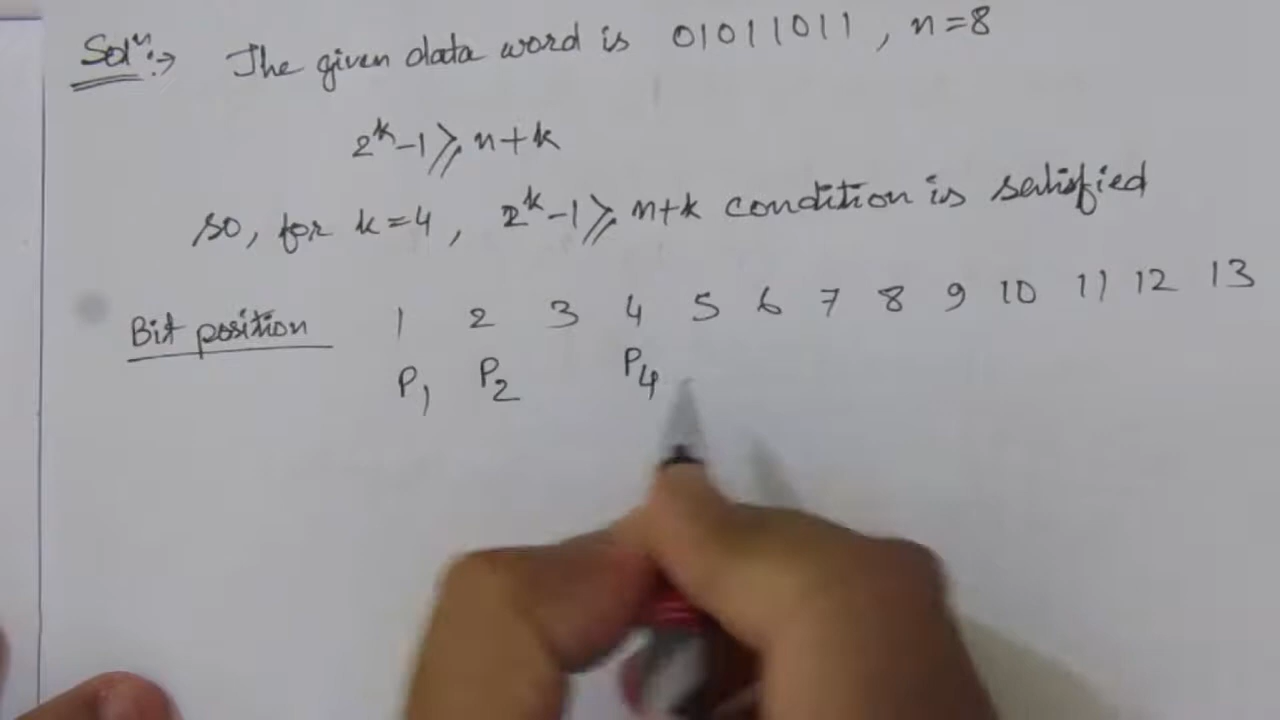 Solⁿ:→ The given data word is 01011011, n=8
2ᵏ-1 ⩾ n+k
so, for k=4, 2ᵏ-1 ⩾ n+k condition is satisfied
Bit position 1 2 3 4 5 6 7 8 9 10 11 12 13
P₁ P₂ P₄